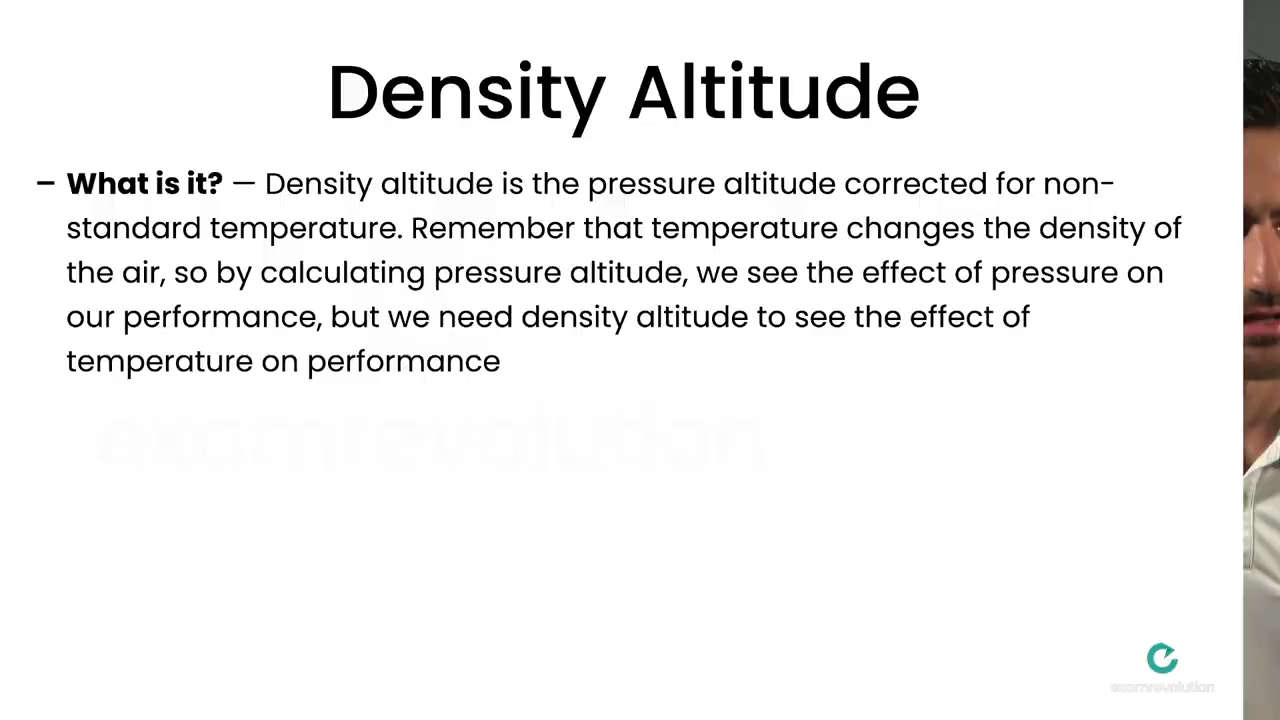 Density Altitude
– What is it? — Density altitude is the pressure altitude corrected for non-
standard temperature. Remember that temperature changes the density of
the air, so by calculating pressure altitude, we see the effect of pressure on
our performance, but we need density altitude to see the effect of
temperature on performance
examrevolution
examrevolution